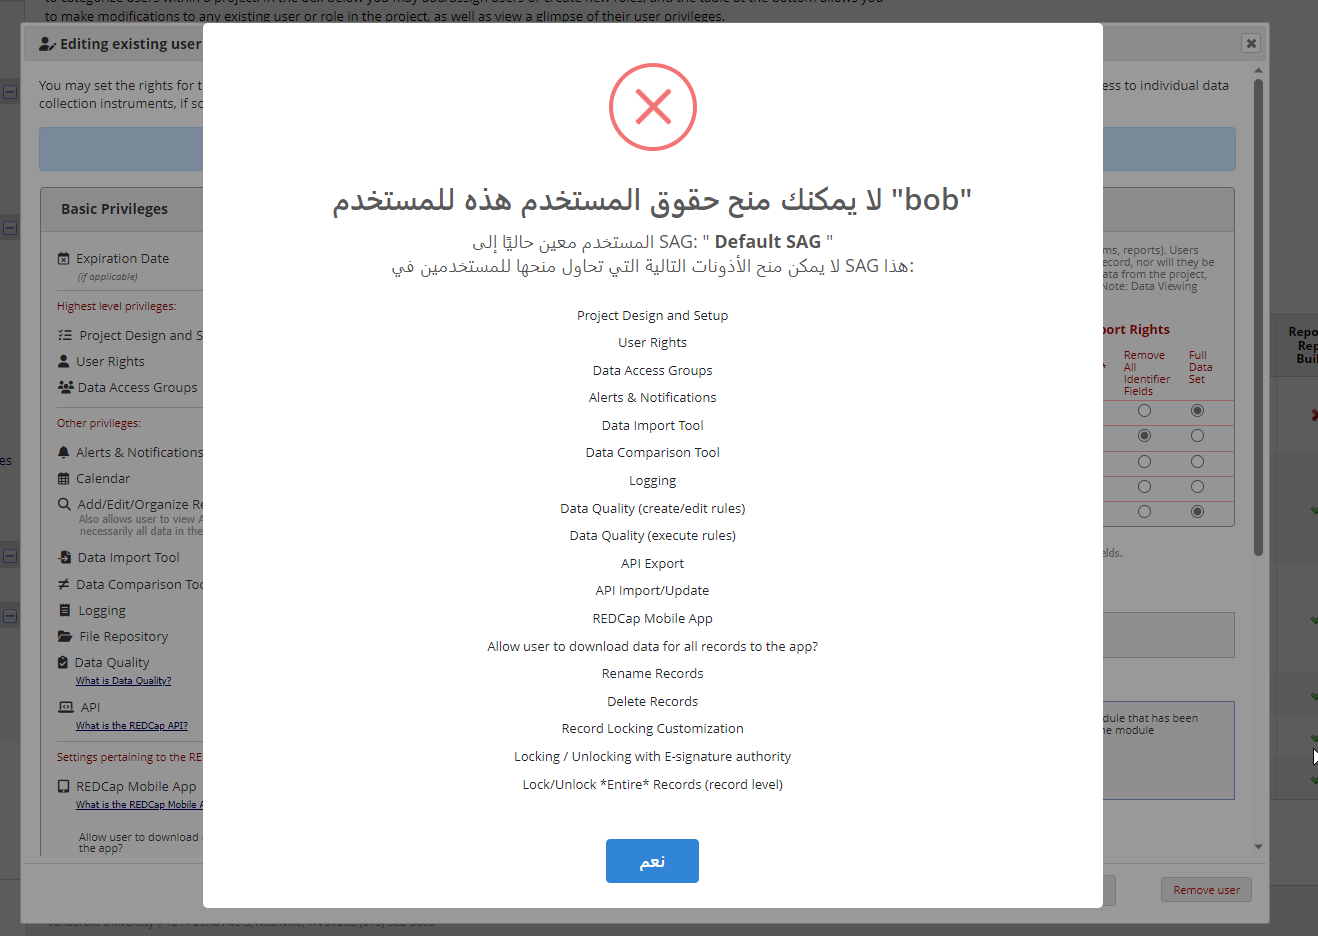 to make modifications to any existing user or role in the project, as well as view a glimpse of their user privileges.
Editing existing user
You may set the rights for t
ess to individual data
collection instruments, if so
لا يمكنك منح حقوق المستخدم هذه للمستخدم "bob"
المستخدم معين حاليًا إلى SAG: " Default SAG "
لا يمكن منح الأذونات التالية التي تحاول منحها للمستخدمين في SAG هذا:
Project Design and Setup
User Rights
Data Access Groups
Alerts & Notifications
Data Import Tool
Data Comparison Tool
Logging
Data Quality (create/edit rules)
Data Quality (execute rules)
API Export
API Import/Update
REDCap Mobile App
Allow user to download data for all records to the app?
Rename Records
Delete Records
Record Locking Customization
Locking / Unlocking with E-signature authority
Lock/Unlock *Entire* Records (record level)
نعم
Basic Privileges
Expiration Date
(if applicable)
Highest level privileges:
Project Design and S
User Rights
Data Access Groups
Other privileges:
Alerts & Notifications
Calendar
Add/Edit/Organize Re
Also allows user to view A
necessarily all data in the
Data Import Tool
Data Comparison Too
Logging
File Repository
Data Quality
What is Data Quality?
API
What is the REDCap API?
Settings pertaining to the RE
REDCap Mobile App
What is the REDCap Mobile A
Allow user to download
the app?
ms, reports). Users
ecord, nor will they be
ata from the project,
Note: Data Viewing
port Rights
Remove
All
Identifier
Fields
Full
Data
Set
elds.
dule that has been
e module
Remove user
Repo
Rep
Bui
es